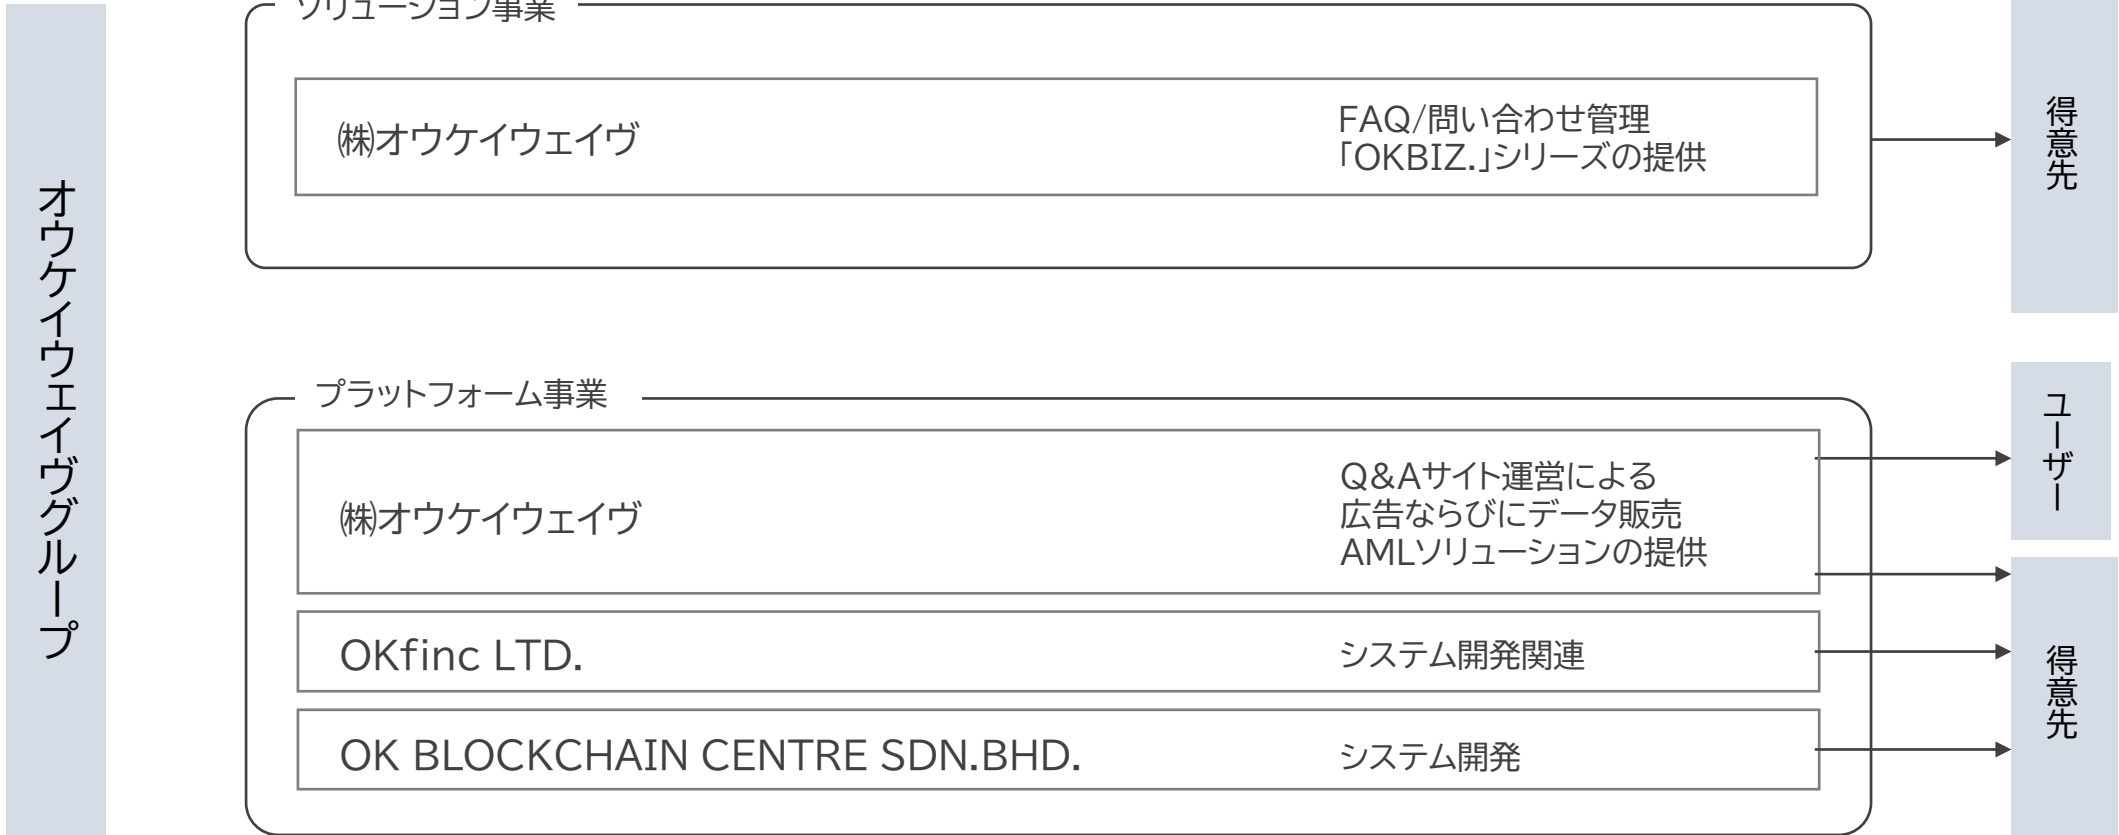 オウケイウェイヴグループ
ソリューション事業
㈱オウケイウェイヴ
FAQ/問い合わせ管理
「OKBIZ.」シリーズの提供
得意先
プラットフォーム事業
㈱オウケイウェイヴ
Q&Aサイト運営による
広告ならびにデータ販売
AMLソリューションの提供
ユーザー
OKfinc LTD.
システム開発関連
OK BLOCKCHAIN CENTRE SDN.BHD.
システム開発
得意先